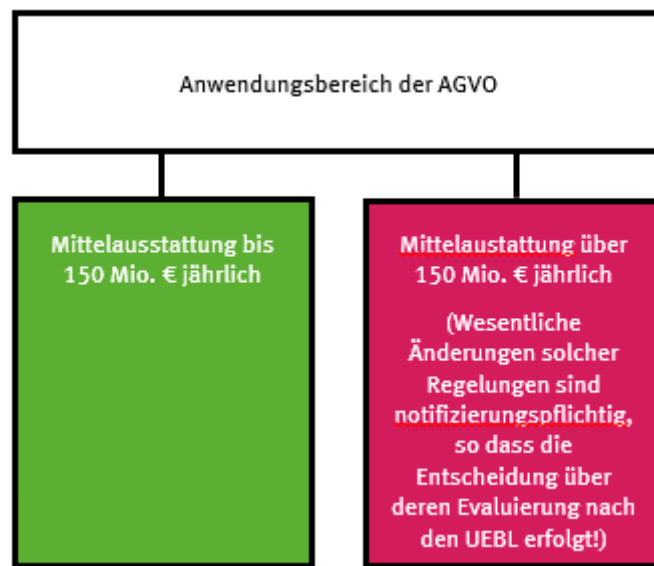 Anwendungsbereich der AGVO
Mittelausstattung bis
150 Mio. € jährlich
Mittelaustattung über
150 Mio. € jährlich
(Wesentliche
Änderungen solcher
Regelungen sind
notifizierungspflichtig,
so dass die
Entscheidung über
deren Evaluierung nach
den UEBL erfolgt!)